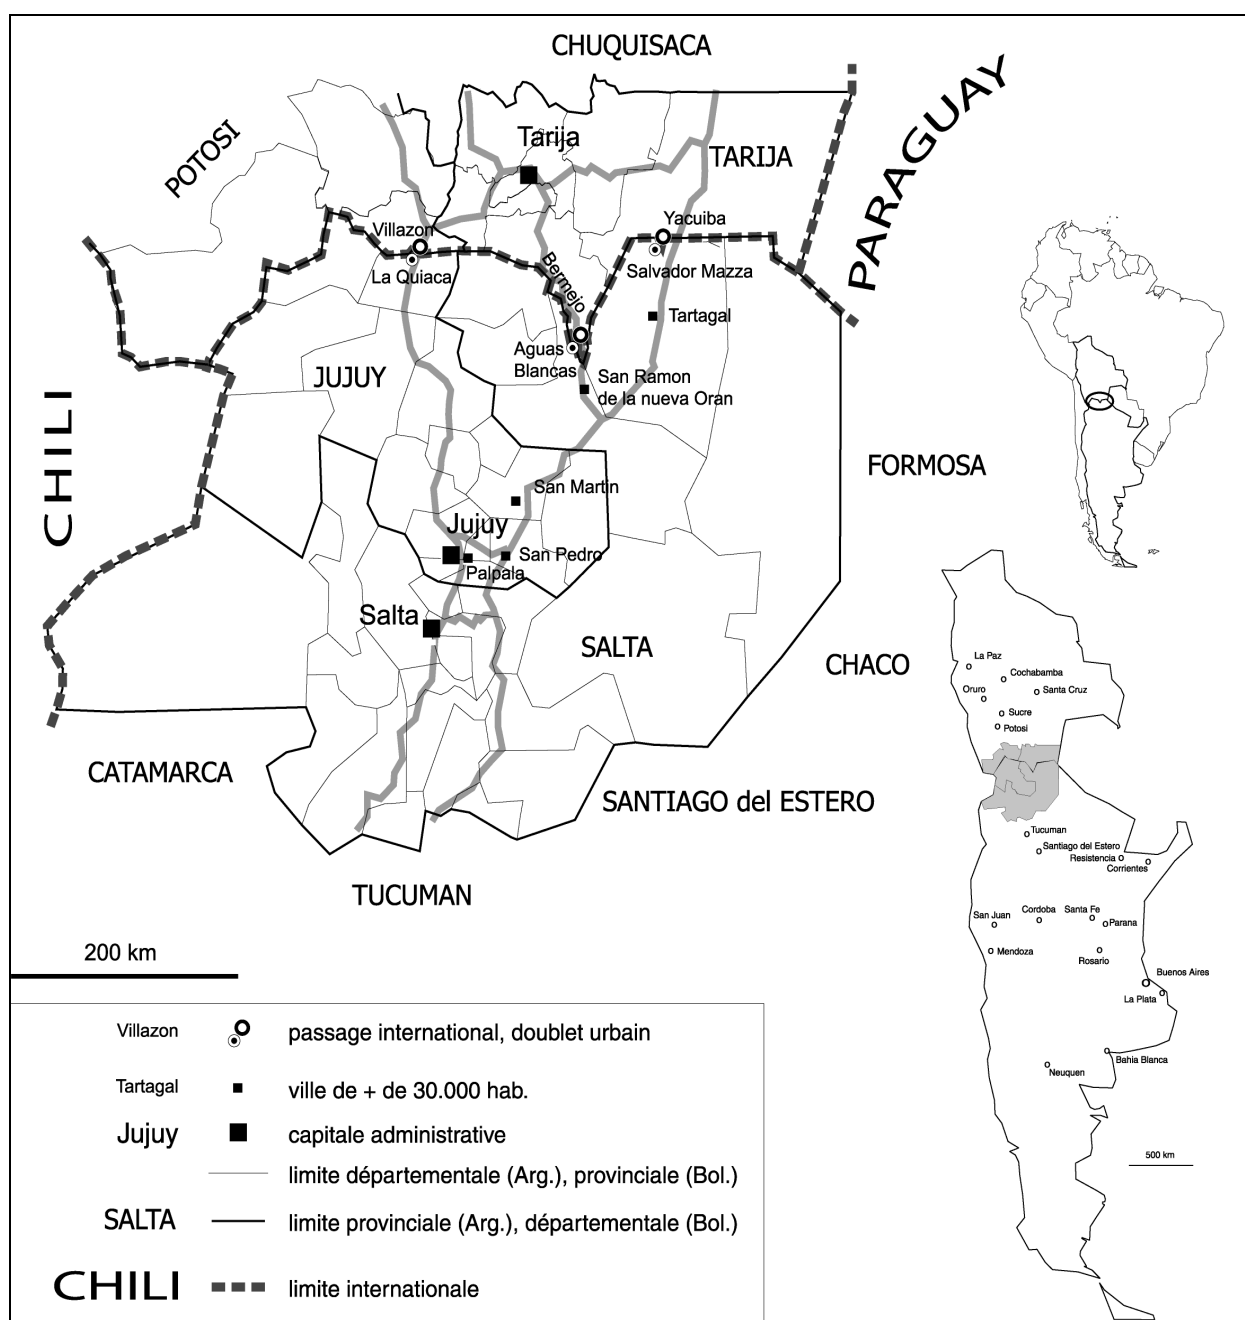 CHUQUISACA
PARAGUAY
POTOSI
Tarija
TARIJA
Villazon
Yacuiba
La Quiaca
Bermejo
Salvador Mazza
Tartagal
Aguas
Blancas
San Ramon
de la nueva Oran
JUJUY
CHILI
FORMOSA
San Martin
Jujuy
San Pedro
Palpala
Salta
SALTA
CHACO
CATAMARCA
SANTIAGO del ESTERO
TUCUMAN
200 km
La Paz
Cochabamba
Oruro
Santa Cruz
Sucre
Potosi
Tucuman
Santiago del Estero
Resistencia
Corrientes
San Juan
Cordoba
Santa Fe
Parana
Mendoza
Rosario
Buenos Aires
La Plata
Bahia Blanca
Neuquen
500 km
Villazon passage international, doublet urbain
Tartagal ville de + de 30.000 hab.
Jujuy capitale administrative
limite départementale (Arg.), provinciale (Bol.)
SALTA limite provinciale (Arg.), départementale (Bol.)
CHILI limite internationale